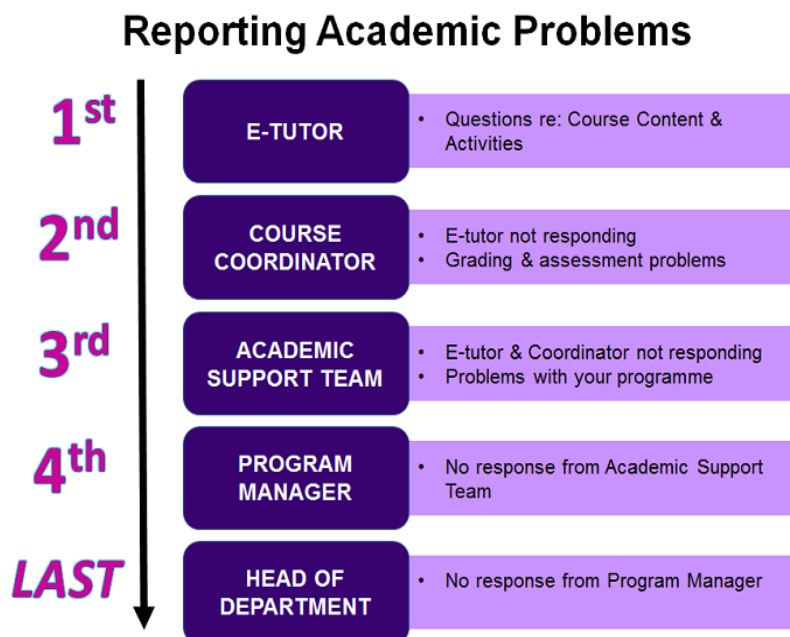 Reporting Academic Problems
1st
E-TUTOR
• Questions re: Course Content &
Activities
2nd
COURSE
COORDINATOR
• E-tutor not responding
• Grading & assessment problems
3rd
ACADEMIC
SUPPORT TEAM
• E-tutor & Coordinator not responding
• Problems with your programme
4th
PROGRAM
MANAGER
• No response from Academic Support
Team
LAST
HEAD OF
DEPARTMENT
• No response from Program Manager